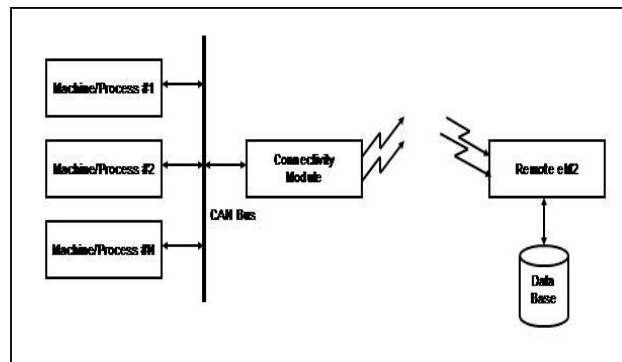 Machine/Process #1
Machine/Process #2
Machine/Process #N
CAN Bus
Connectivity
Module
Remote eM2
Data
Base